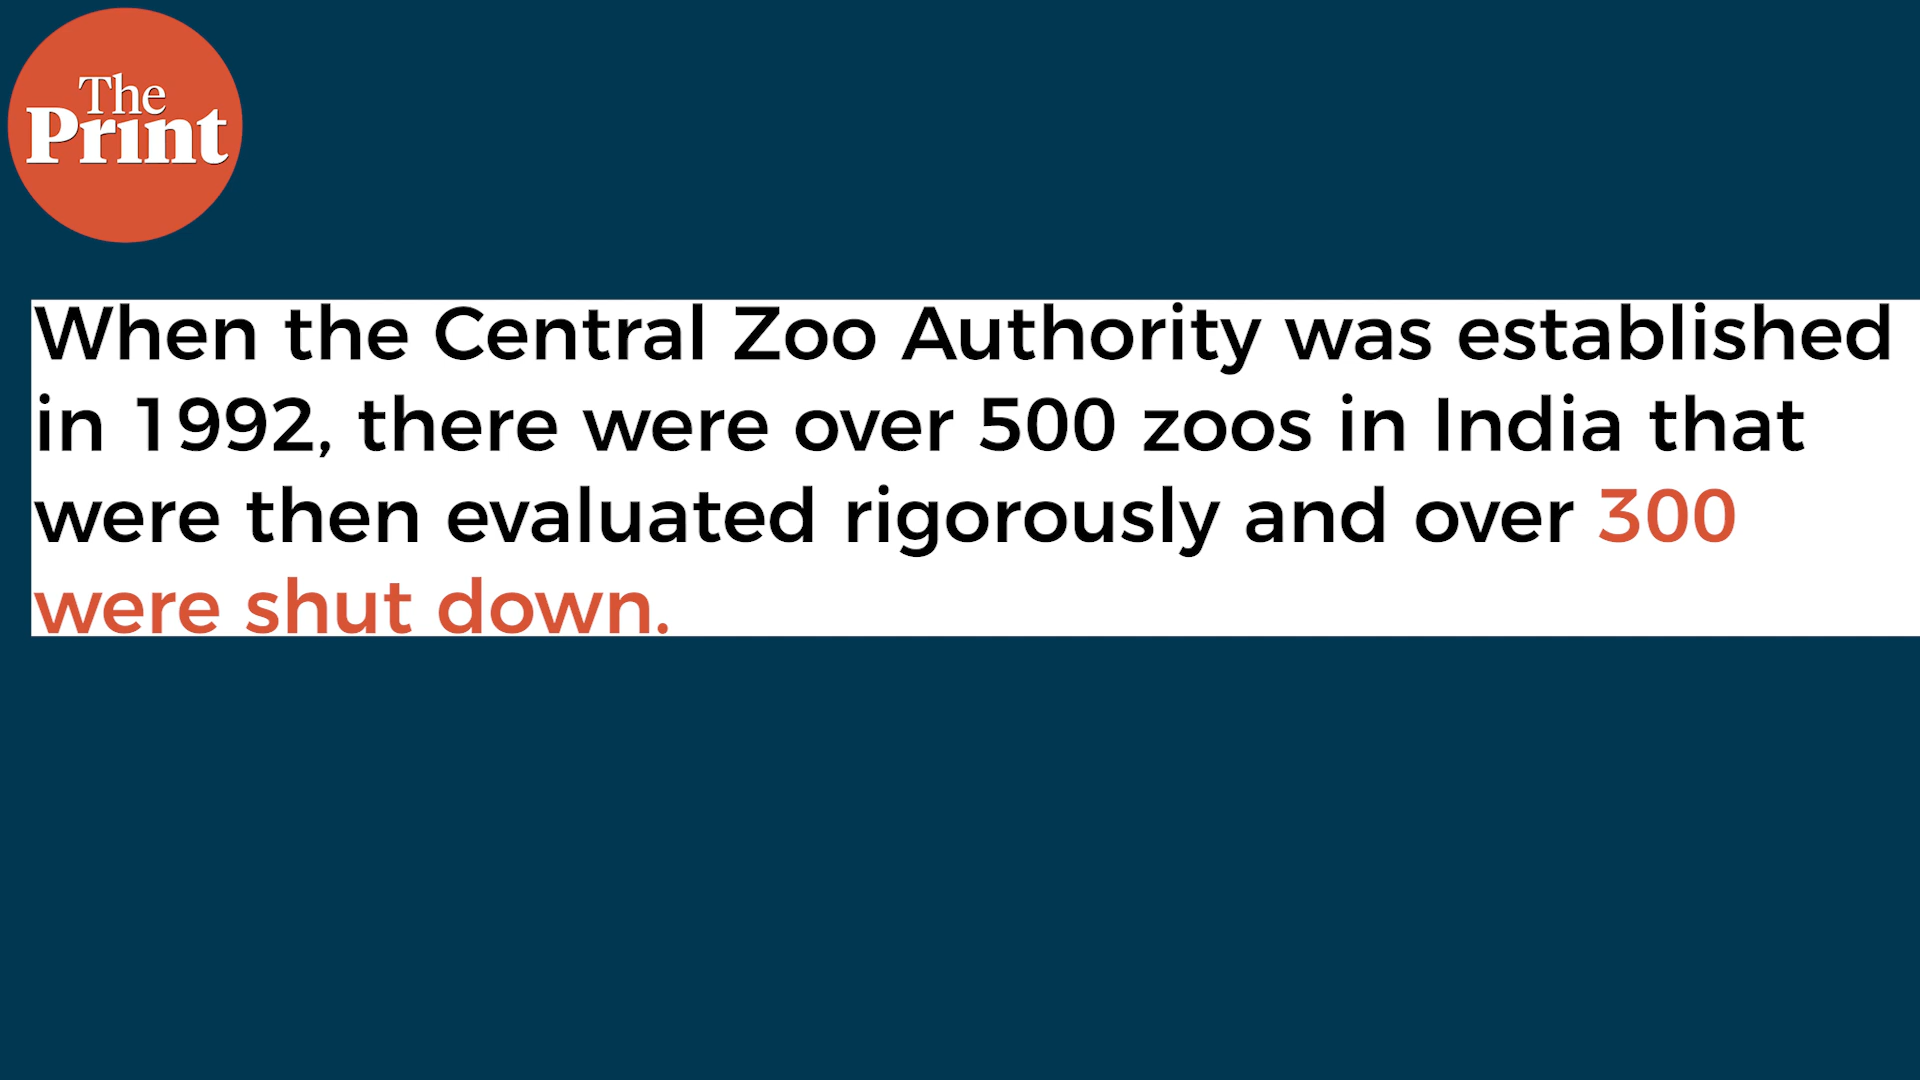 The
Print
When the Central Zoo Authority was established
in 1992, there were over 500 zoos in India that
were then evaluated rigorously and over 300
were shut down.